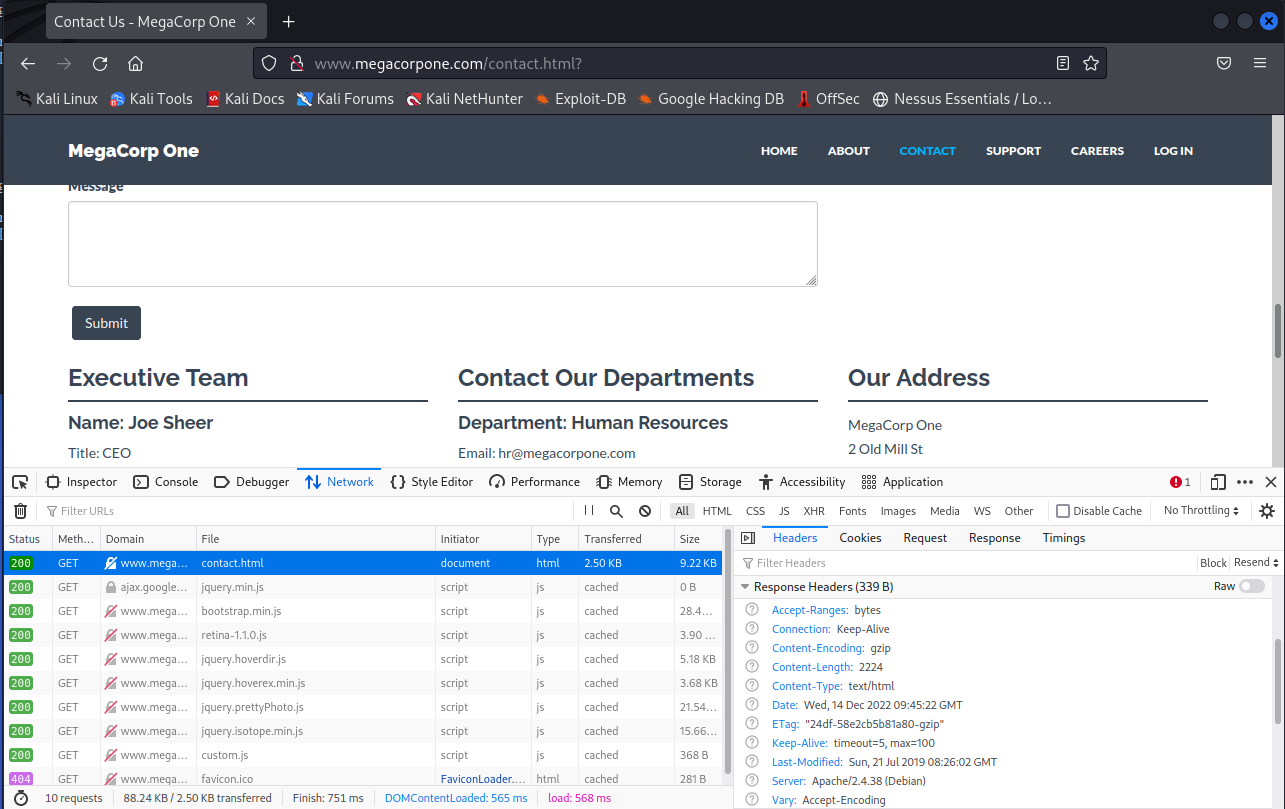 Contact Us - MegaCorp One
www.megacorpone.com/contact.html?
Kali Linux Kali Tools Kali Docs Kali Forums Kali NetHunter Exploit-DB Google Hacking DB OffSec Nessus Essentials / Lo…
MegaCorp One HOME ABOUT CONTACT SUPPORT CAREERS LOG IN
Message
Submit
Executive Team Contact Our Departments Our Address
Name: Joe Sheer Department: Human Resources MegaCorp One
Title: CEO Email: hr@megacorpone.com 2 Old Mill St
Inspector Console Debugger Network Style Editor Performance Memory Storage Accessibility Application 1
Filter URLs All HTML CSS JS XHR Fonts Images Media WS Other Disable Cache No Throttling
Status Meth… Domain File Initiator Type Transferred Size
200 GET www.mega… contact.html document html 2.50 KB 9.22 KB
200 GET ajax.google… jquery.min.js script js cached 0 B
200 GET www.mega… bootstrap.min.js script js cached 28.4…
200 GET www.mega… retina-1.1.0.js script js cached 3.90 …
200 GET www.mega… jquery.hoverdir.js script js cached 5.18 KB
200 GET www.mega… jquery.hoverex.min.js script js cached 3.68 KB
200 GET www.mega… jquery.prettyPhoto.js script js cached 21.54…
200 GET www.mega… jquery.isotope.min.js script js cached 15.66…
200 GET www.mega… custom.js script js cached 368 B
404 GET www.mega… favicon.ico FaviconLoader.… html cached 281 B
10 requests 88.24 KB / 2.50 KB transferred Finish: 751 ms DOMContentLoaded: 565 ms load: 568 ms
Headers Cookies Request Response Timings
Filter Headers Block Resend
Response Headers (339 B) Raw
Accept-Ranges: bytes
Connection: Keep-Alive
Content-Encoding: gzip
Content-Length: 2224
Content-Type: text/html
Date: Wed, 14 Dec 2022 09:45:22 GMT
ETag: "24df-58e2cb5b81a80-gzip"
Keep-Alive: timeout=5, max=100
Last-Modified: Sun, 21 Jul 2019 08:26:02 GMT
Server: Apache/2.4.38 (Debian)
Vary: Accept-Encoding